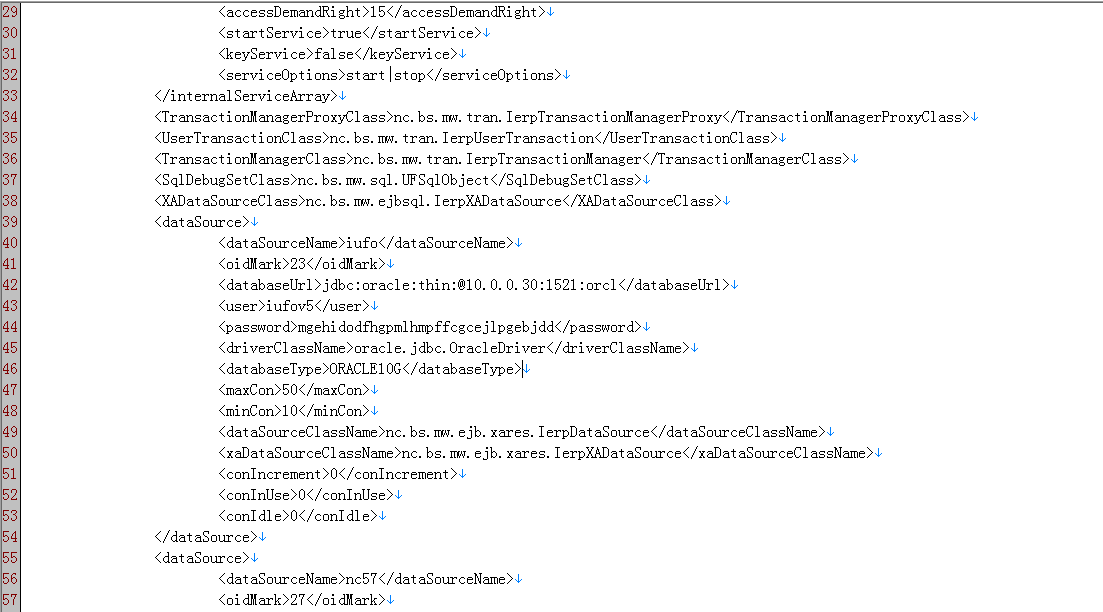 29 <accessDemandRight>15</accessDemandRight>↓
30 <startService>true</startService>↓
31 <keyService>false</keyService>↓
32 <serviceOptions>start|stop</serviceOptions>↓
33 </internalServiceArray>↓
34 <TransactionManagerProxyClass>nc.bs.mw.tran.IerpTransactionManagerProxy</TransactionManagerProxyClass>↓
35 <UserTransactionClass>nc.bs.mw.tran.IerpUserTransaction</UserTransactionClass>↓
36 <TransactionManagerClass>nc.bs.mw.tran.IerpTransactionManager</TransactionManagerClass>↓
37 <SqlDebugSetClass>nc.bs.mw.sql.UFSqlObject</SqlDebugSetClass>↓
38 <XADataSourceClass>nc.bs.mw.ejbsql.IerpXADataSource</XADataSourceClass>↓
39 <dataSource>↓
40 <dataSourceName>iufo</dataSourceName>↓
41 <oidMark>23</oidMark>↓
42 <databaseUrl>jdbc:oracle:thin:@10.0.0.30:1521:orcl</databaseUrl>↓
43 <user>iufov5</user>↓
44 <password>mgehidodfhgpmlhmpffcgcejlpgebjdd</password>↓
45 <driverClassName>oracle.jdbc.OracleDriver</driverClassName>↓
46 <databaseType>ORACLE10G</databaseType>↓
47 <maxCon>50</maxCon>↓
48 <minCon>10</minCon>↓
49 <dataSourceClassName>nc.bs.mw.ejb.xares.IerpDataSource</dataSourceClassName>↓
50 <xaDataSourceClassName>nc.bs.mw.ejb.xares.IerpXADataSource</xaDataSourceClassName>↓
51 <conIncrement>0</conIncrement>↓
52 <conInUse>0</conInUse>↓
53 <conIdle>0</conIdle>↓
54 </dataSource>↓
55 <dataSource>↓
56 <dataSourceName>nc57</dataSourceName>↓
57 <oidMark>27</oidMark>↓